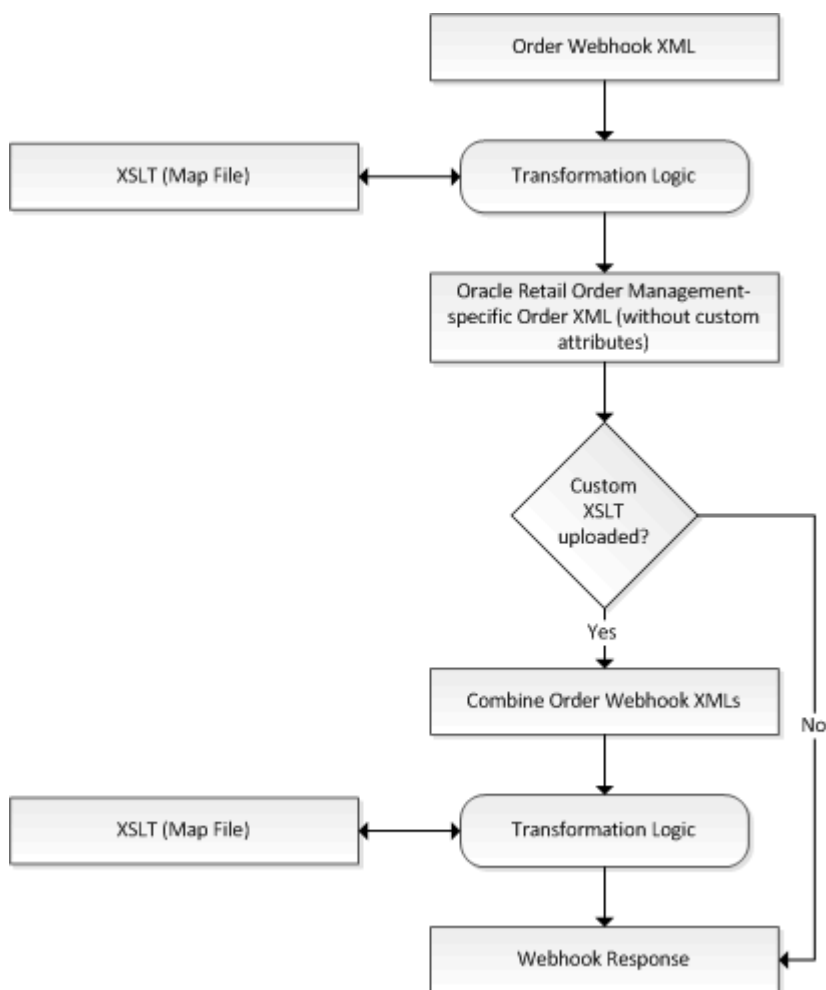 Order Webhook XML
XSLT (Map File)
Transformation Logic
Oracle Retail Order Management-
specific Order XML (without custom
attributes)
Custom
XSLT
uploaded?
Yes
Combine Order Webhook XMLs
No
XSLT (Map File)
Transformation Logic
Webhook Response